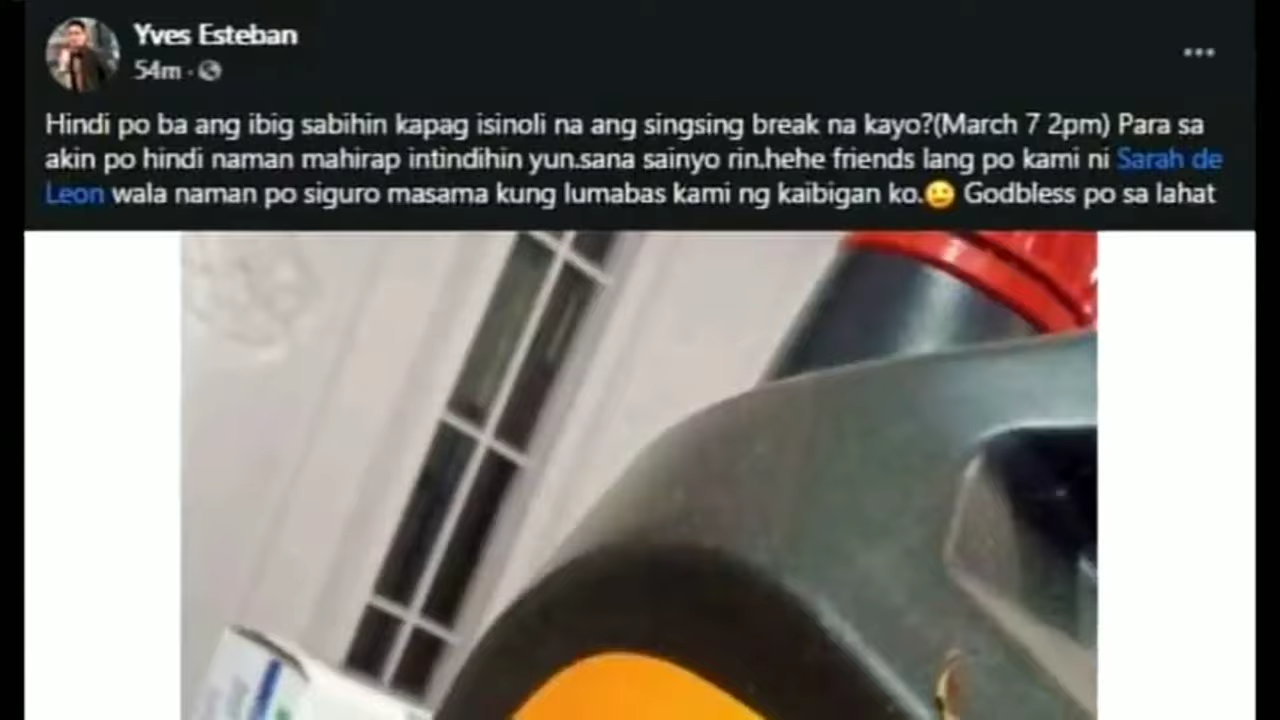 Yves Esteban
54m ·
Hindi po ba ang ibig sabihin kapag isinoli na ang singsing break na kayo?(March 7 2pm) Para sa
akin po hindi naman mahirap intindihin yun.sana sainyo rin.hehe friends lang po kami ni Sarah de
Leon wala naman po siguro masama kung lumabas kami ng kaibigan ko.😐 Godbless po sa lahat